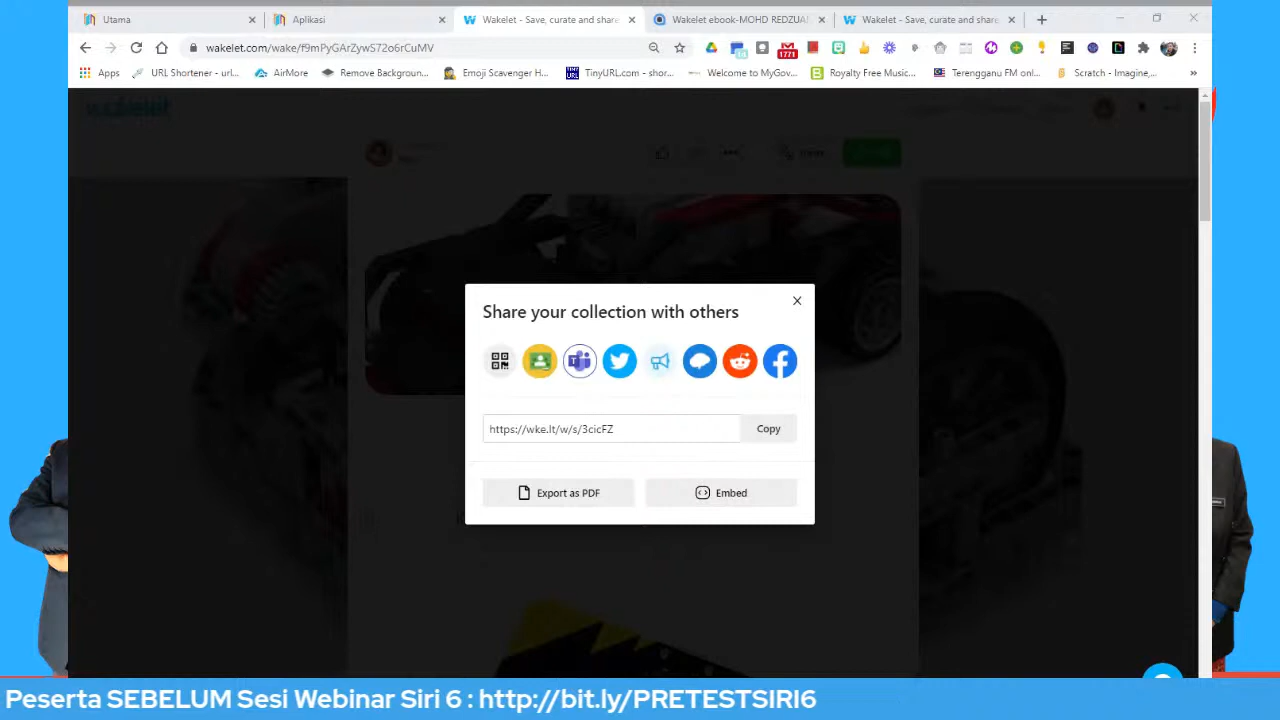 Utama
Aplikasi
Wakelet - Save, curate and share
Wakelet ebook-MOHD REDZUA
Wakelet - Save, curate and share
wakelet.com/wake/f9mPyGArZywS72o6rCuMV
1771
Apps
URL Shortener - url...
AirMore
Remove Backgroun...
Emoji Scavenger H...
TinyURL.com - shor...
Welcome to MyGov...
Royalty Free Music...
Terengganu FM onl...
Scratch - Imagine,...
Share your collection with others
https://wke.lt/w/s/3cicFZ
Copy
Export as PDF
Embed
Peserta SEBELUM Sesi Webinar Siri 6 : http://bit.ly/PRETESTSIRI6